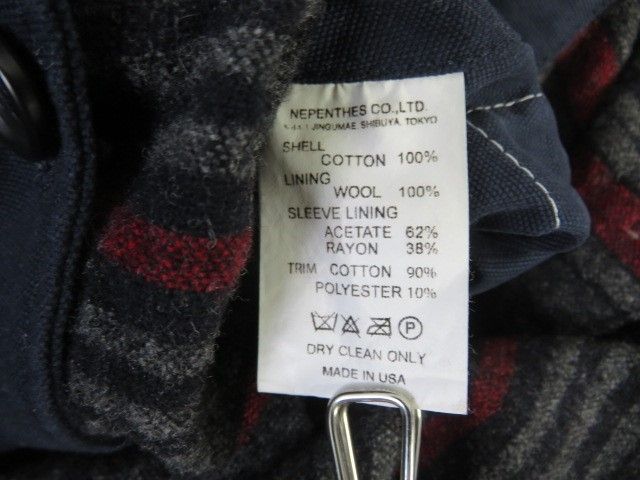 NEPENTHES CO.,LTD.
JINGUMAE SHIBUYA, TOKYO
SHELL
COTTON 100%
LINING
WOOL 100%
SLEEVE LINING
ACETATE 62%
RAYON 38%
TRIM COTTON 90%
POLYESTER 10%
P
DRY CLEAN ONLY
MADE IN USA